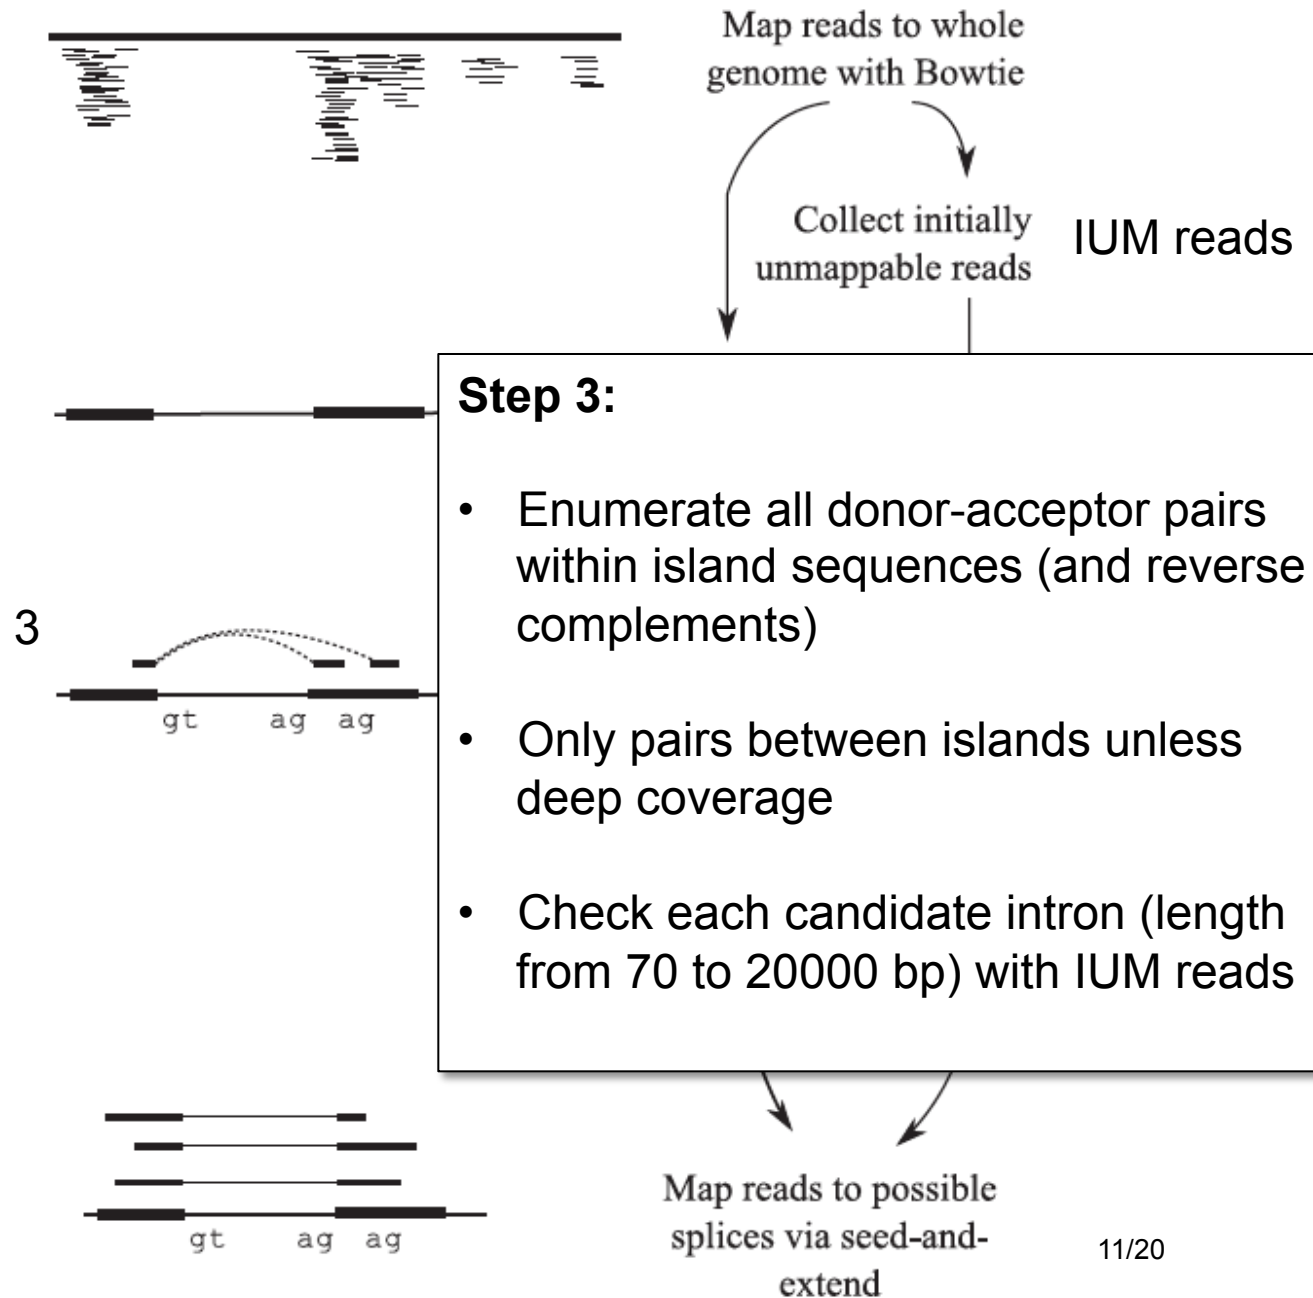 Map reads to whole
genome with Bowtie
Collect initially
unmappable reads
IUM reads
Step 3:
• Enumerate all donor-acceptor pairs
within island sequences (and reverse
complements)
3
gt ag ag
• Only pairs between islands unless
deep coverage
• Check each candidate intron (length
from 70 to 20000 bp) with IUM reads
gt ag ag
Map reads to possible
splices via seed-and-
extend
11/20